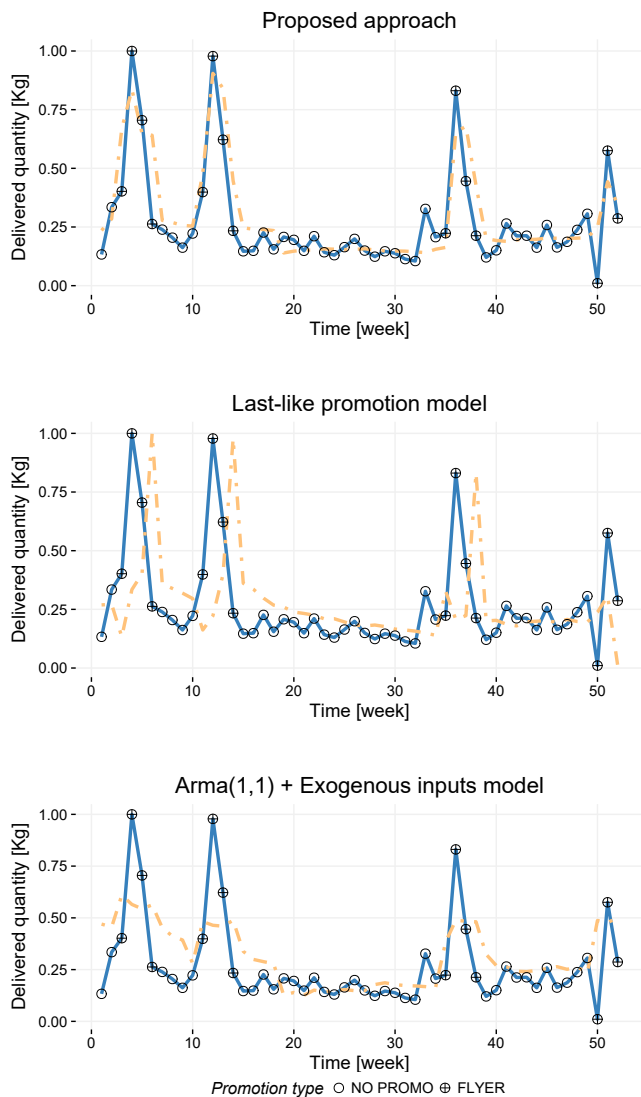 Proposed approach
1.00
0.75
0.50
0.25
0.00
Delivered quantity [Kg]
0 10 20 30 40 50
Time [week]
Last-like promotion model
1.00
0.75
0.50
0.25
0.00
Delivered quantity [Kg]
0 10 20 30 40 50
Time [week]
Arma(1,1) + Exogenous inputs model
1.00
0.75
0.50
0.25
0.00
Delivered quantity [Kg]
0 10 20 30 40 50
Time [week]
Promotion type NO PROMO FLYER